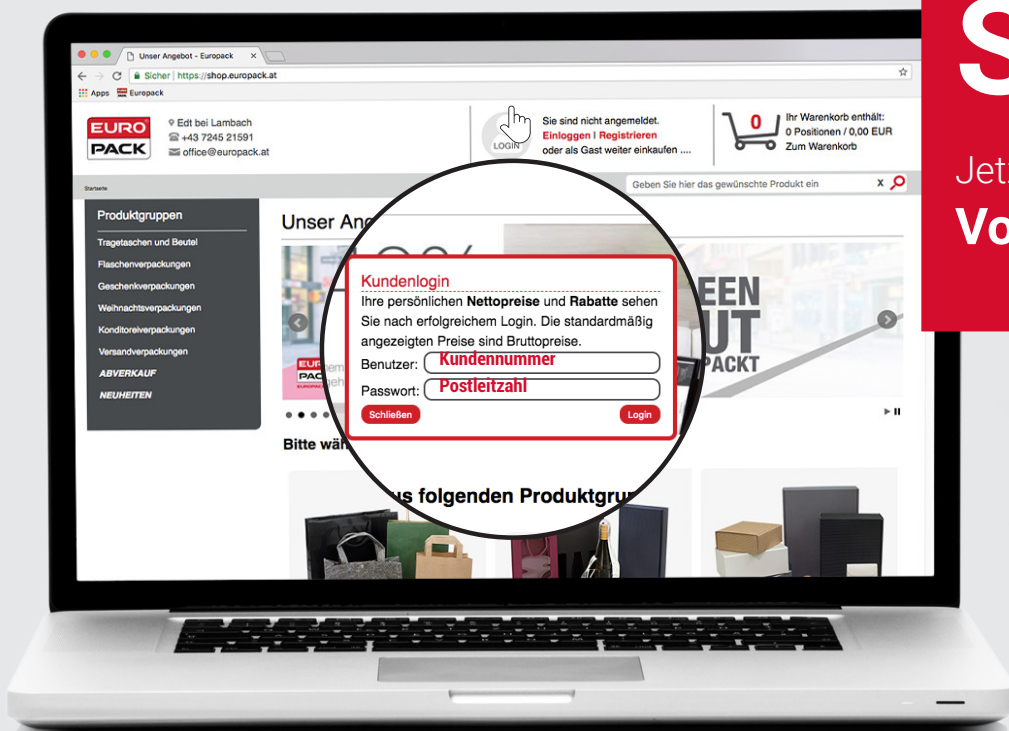 Unser Angebot - Europack
Sicher | https://shop.europack.at
Apps
Europack
EURO
PACK
Edt bei Lambach
+43 7245 21591
office@europack.at
LOGIN
Sie sind nicht angemeldet.
Einloggen | Registrieren
oder als Gast weiter einkaufen ....
0
Ihr Warenkorb enthält:
0 Positionen / 0,00 EUR
Zum Warenkorb
Startseite
Geben Sie hier das gewünschte Produkt ein
X
Produktgruppen
Tragetaschen und Beutel
Flaschenverpackungen
Geschenkverpackungen
Weihnachtsverpackungen
Konditoreiverpackungen
Versandverpackungen
ABVERKAUF
NEUHEITEN
Unser An
EEN
UT
PACKT
Kundenlogin
Ihre persönlichen Nettopreise und Rabatte sehen
Sie nach erfolgreichem Login. Die standardmäßig
angezeigten Preise sind Bruttopreise.
Benutzer: Kundennummer
Passwort: Postleitzahl
Schließen
Login
Bitte wäh
us folgenden Produktgru
S
Jetz
Vo